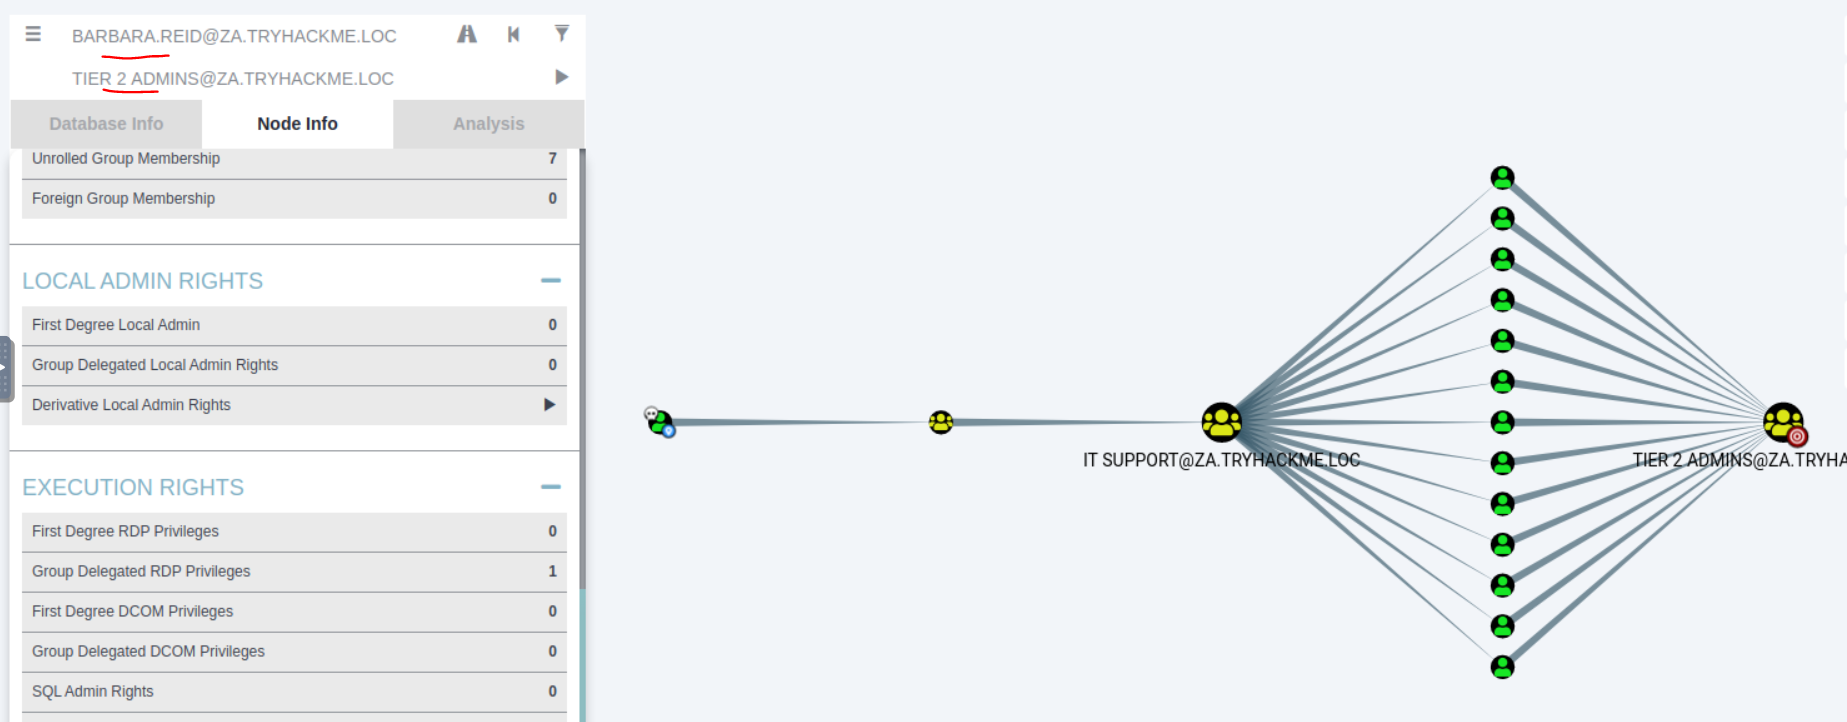 BARBARA.REID@ZA.TRYHACKME.LOC
TIER 2 ADMINS@ZA.TRYHACKME.LOC
Database Info
Node Info
Analysis
Unrolled Group Membership 7
Foreign Group Membership 0
LOCAL ADMIN RIGHTS
First Degree Local Admin 0
Group Delegated Local Admin Rights 0
Derivative Local Admin Rights
EXECUTION RIGHTS
First Degree RDP Privileges 0
Group Delegated RDP Privileges 1
First Degree DCOM Privileges 0
Group Delegated DCOM Privileges 0
SQL Admin Rights 0
IT SUPPORT@ZA.TRYHACKME.LOC
TIER 2 ADMINS@ZA.TRYHA